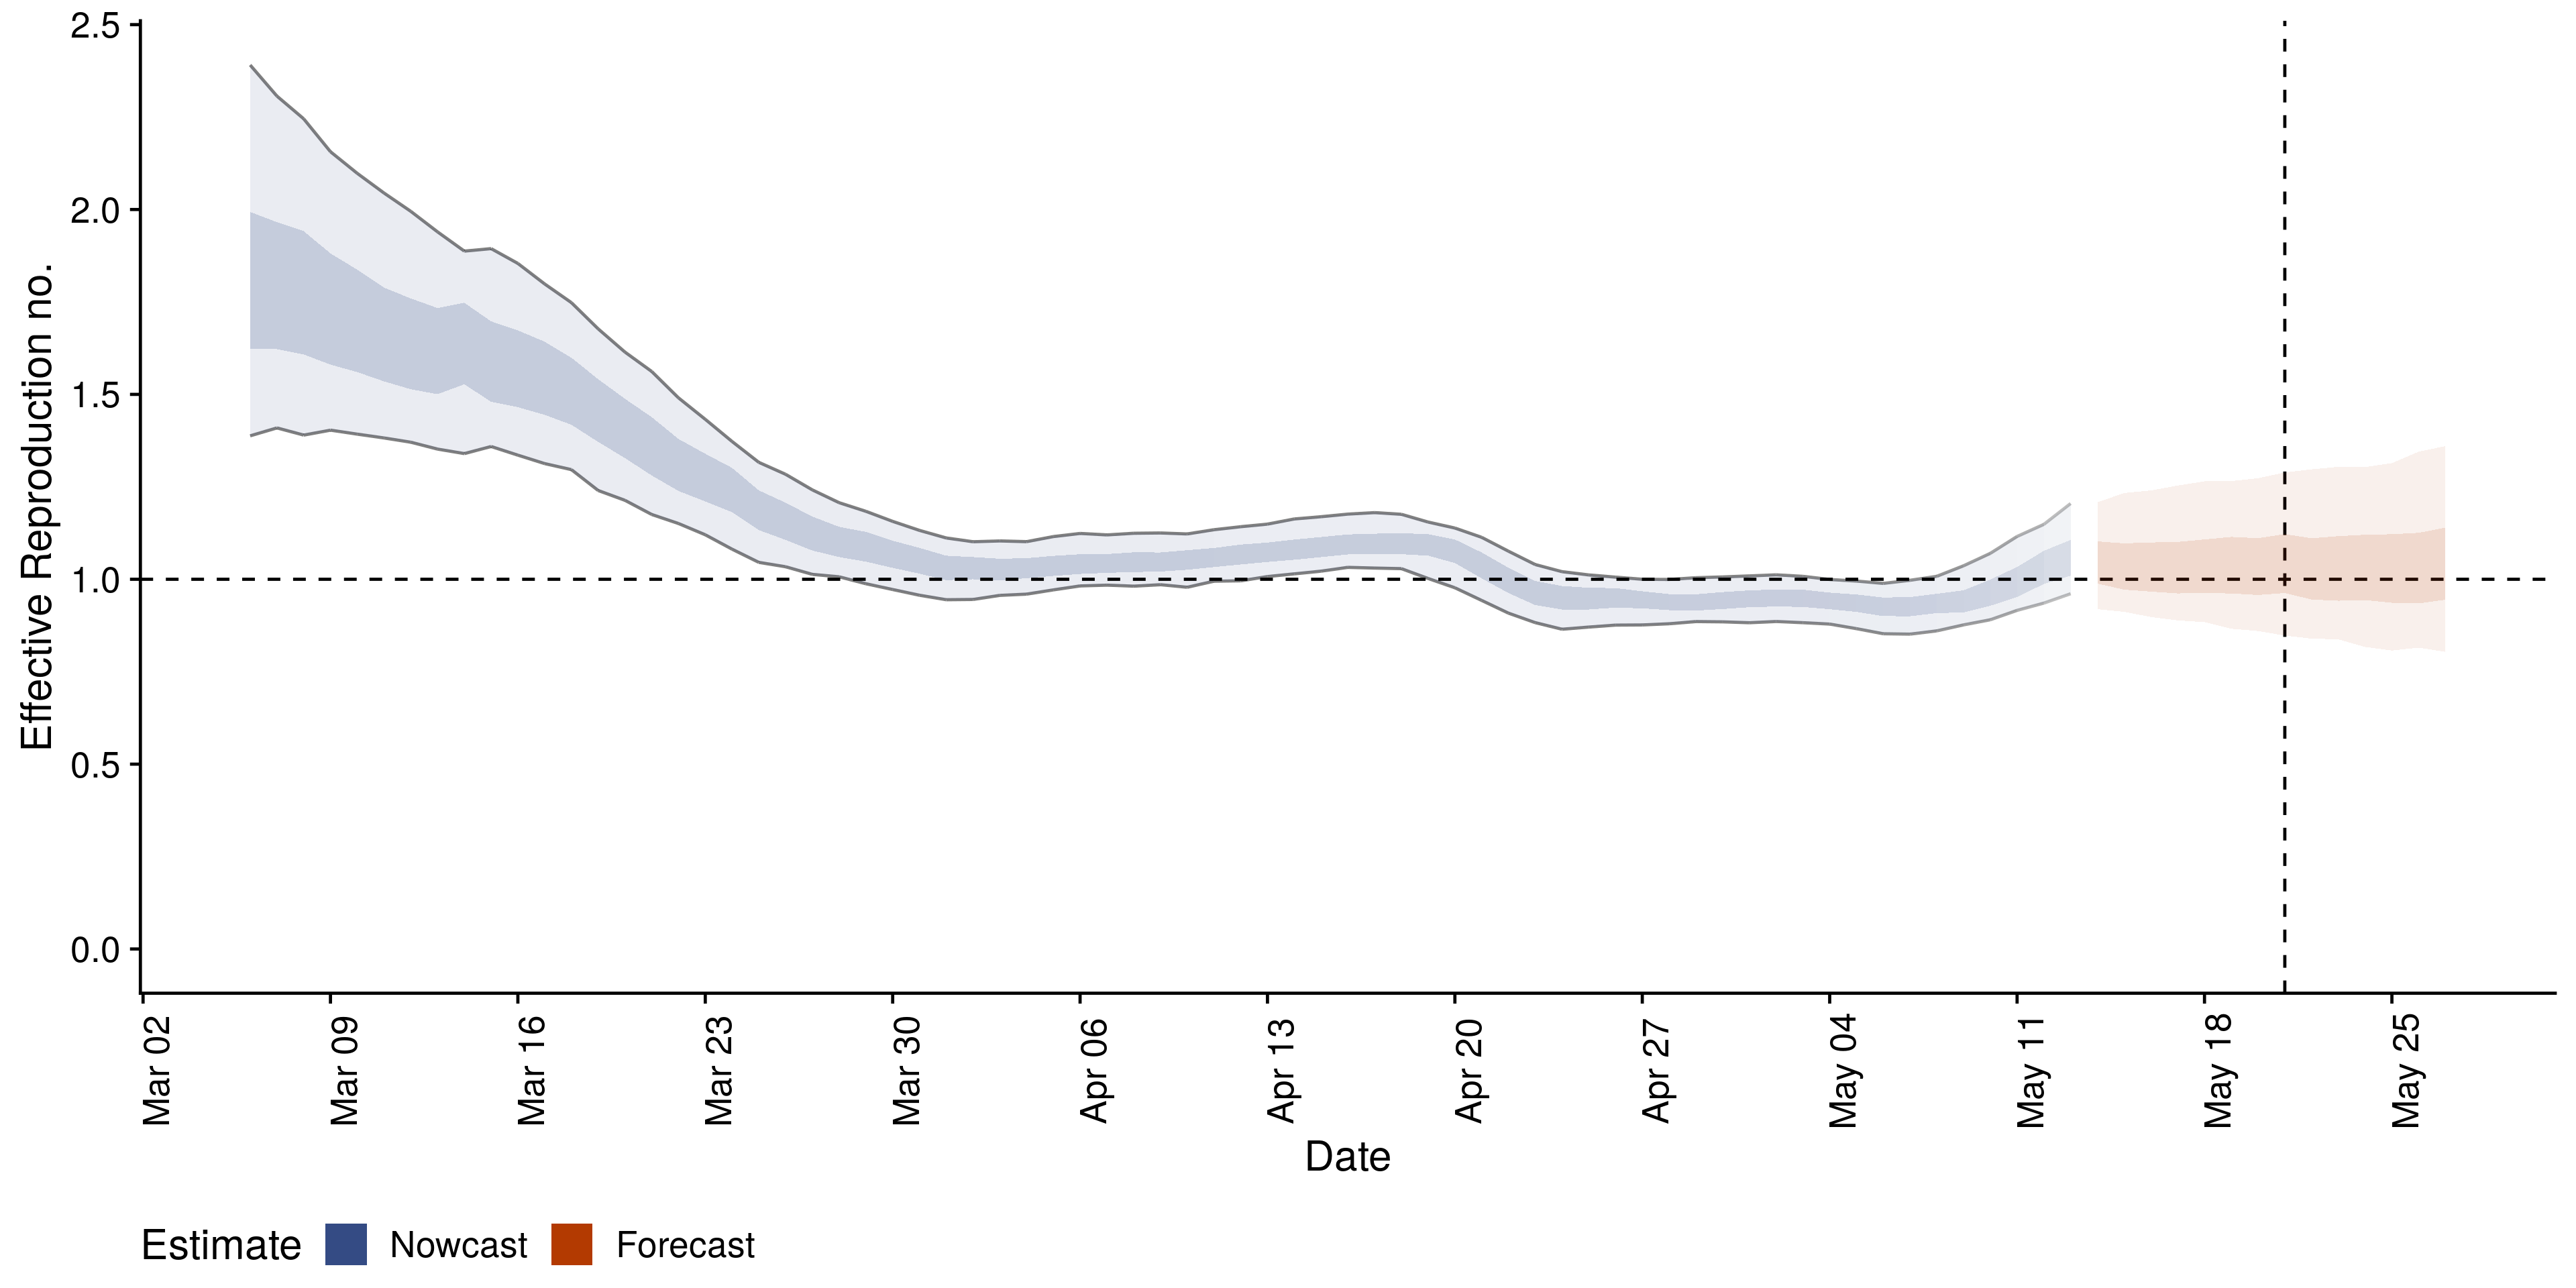 Effective Reproduction no.
2.5
2.0
1.5
1.0
0.5
0.0
Mar 02
Mar 09
Mar 16
Mar 23
Mar 30
Apr 06
Apr 13
Apr 20
Apr 27
May 04
May 11
May 18
May 25
Date
Estimate Nowcast Forecast